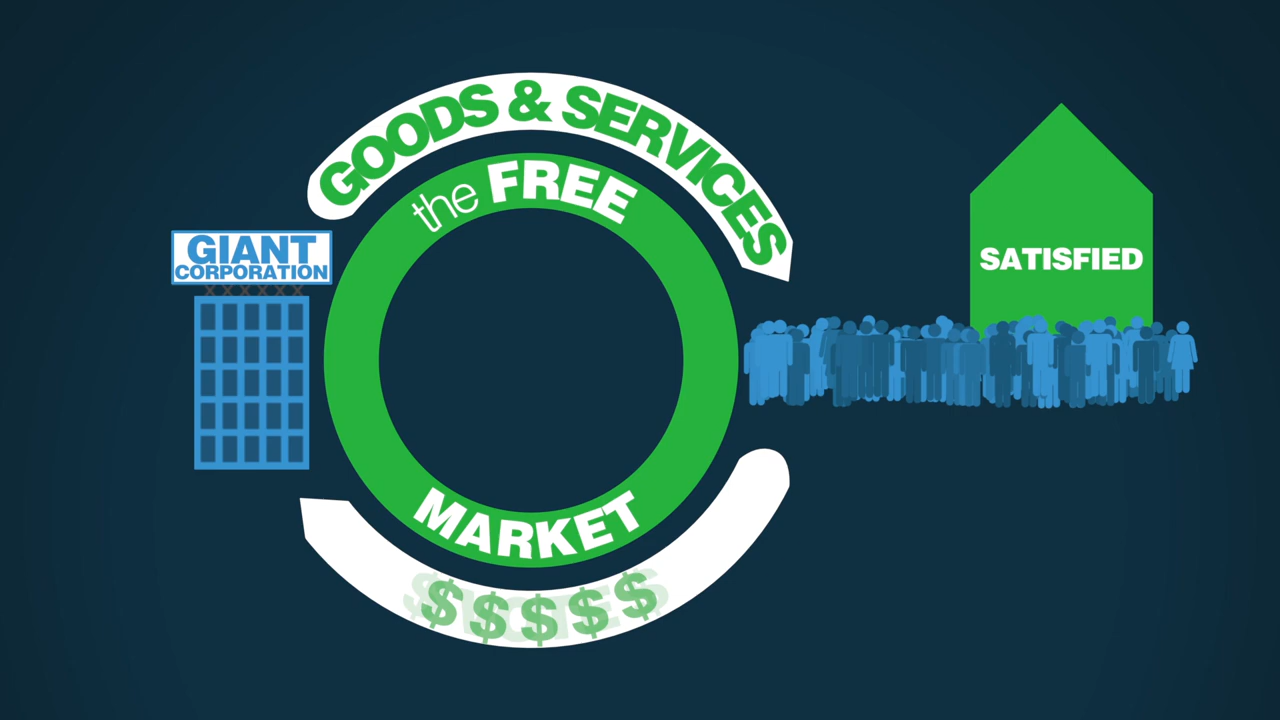 GOODS & SERVICES
the FREE
GIANT
CORPORATION
SATISFIED
MARKET
$$$$$